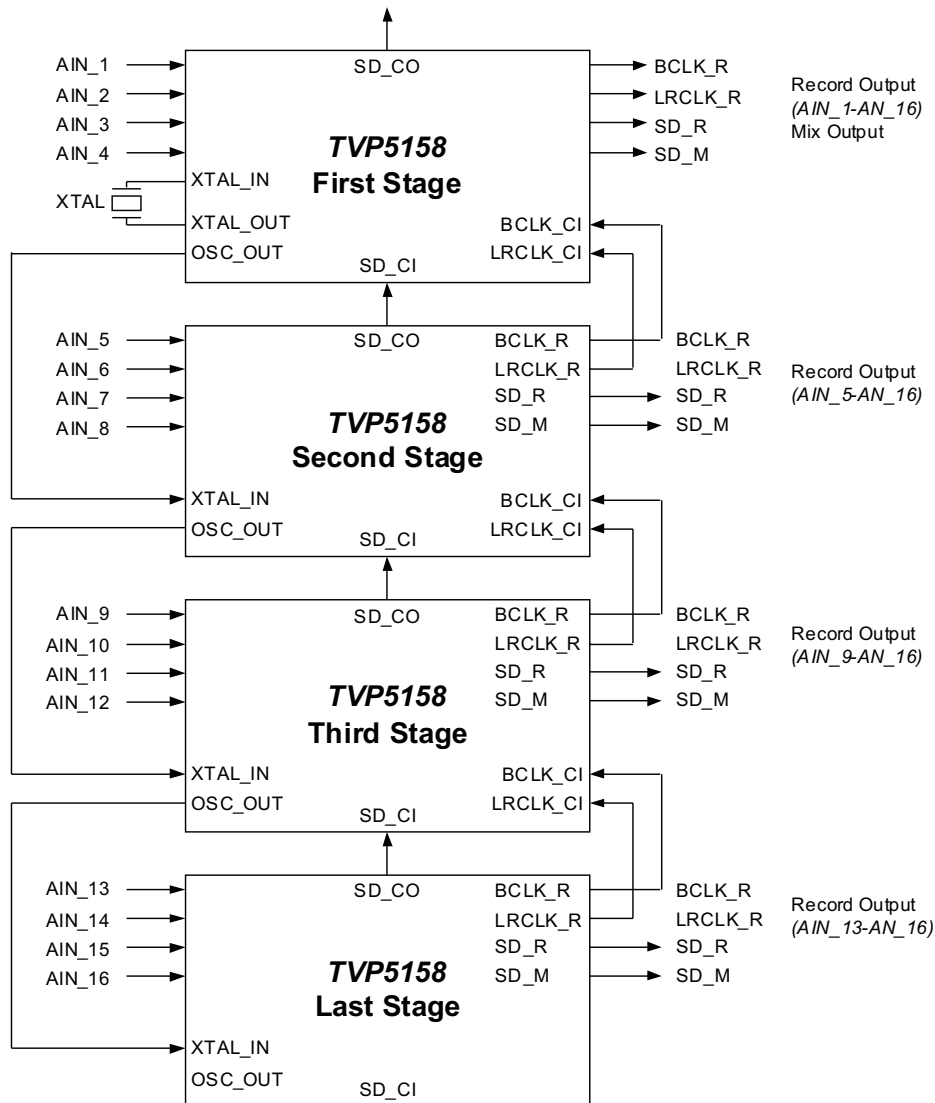 SD_CO
AIN_1
AIN_2
AIN_3
AIN_4
TVP5158
First Stage
XTAL
XTAL_IN
XTAL_OUT
OSC_OUT
SD_CI
BCLK_CI
LRCLK_CI
BCLK_R
LRCLK_R
SD_R
SD_M
Record Output
(AIN_1-AN_16)
Mix Output
SD_CO
AIN_5
AIN_6
AIN_7
AIN_8
TVP5158
Second Stage
XTAL_IN
OSC_OUT
SD_CI
BCLK_R
LRCLK_R
SD_R
SD_M
BCLK_CI
LRCLK_CI
BCLK_R
LRCLK_R
SD_R
SD_M
Record Output
(AIN_5-AN_16)
SD_CO
AIN_9
AIN_10
AIN_11
AIN_12
TVP5158
Third Stage
XTAL_IN
OSC_OUT
SD_CI
BCLK_R
LRCLK_R
SD_R
SD_M
BCLK_CI
LRCLK_CI
BCLK_R
LRCLK_R
SD_R
SD_M
Record Output
(AIN_9-AN_16)
SD_CO
AIN_13
AIN_14
AIN_15
AIN_16
TVP5158
Last Stage
XTAL_IN
OSC_OUT
SD_CI
BCLK_R
LRCLK_R
SD_R
SD_M
BCLK_R
LRCLK_R
SD_R
SD_M
Record Output
(AIN_13-AN_16)